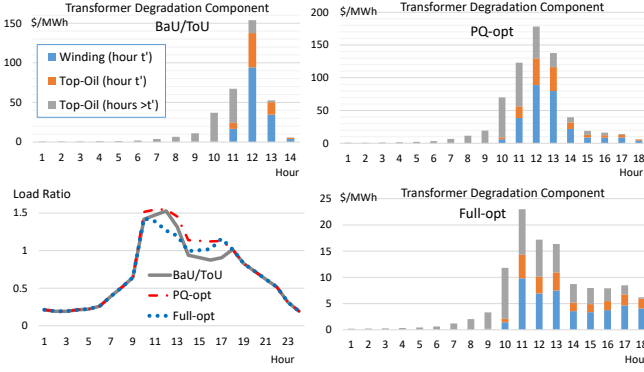 $/MWh Transformer Degradation Component
BaU/ToU
150
100
50
0
Winding (hour t')
Top-Oil (hour t')
Top-Oil (hours >t')
1 2 3 4 5 6 7 8 9 10 11 12 13 14
Hour
$/MWh Transformer Degradation Component
PQ-opt
200
150
100
50
0
1 2 3 4 5 6 7 8 9 10 11 12 13 14 15 16 17 18
Hour
Load Ratio
1.5
1
0.5
0
BaU/ToU
PQ-opt
Full-opt
1 3 5 7 9 11 13 15 17 19 21 23
Hour
$/MWh Transformer Degradation Component
Full-opt
25
20
15
10
5
0
1 2 3 4 5 6 7 8 9 10 11 12 13 14 15 16 17 18
Hour